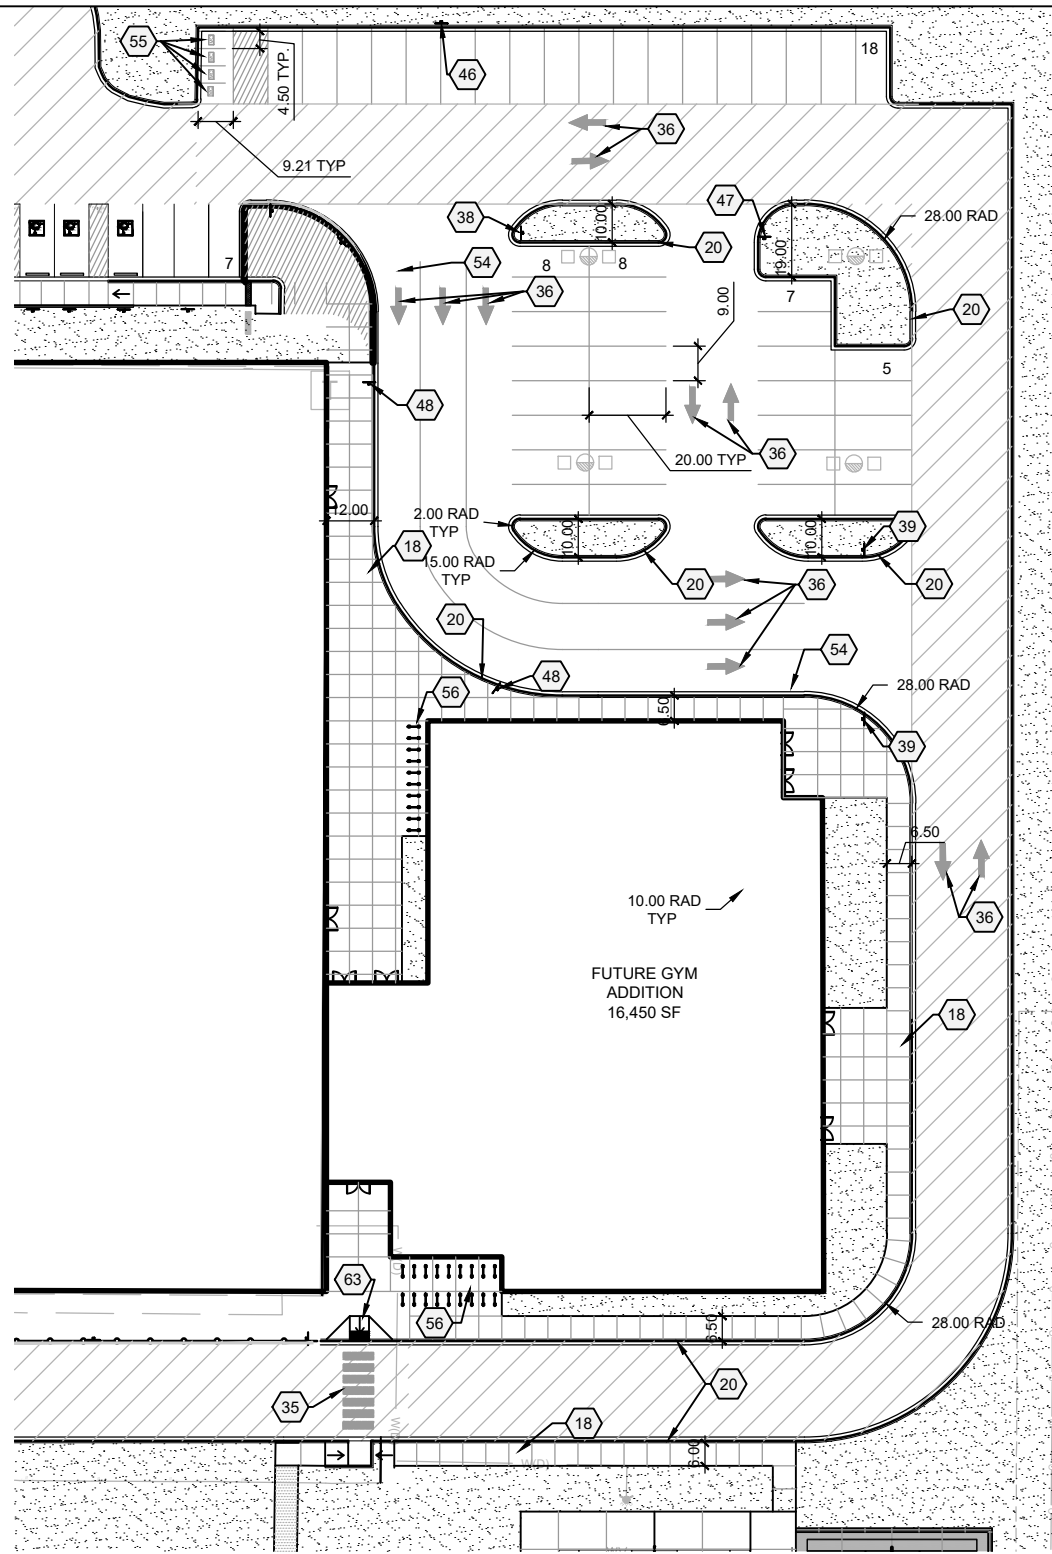 55
46
18
4.50 TYP.
36
9.21 TYP
38
10.00
47
19.00
28.00 RAD
20
54
8
8
7
7
36
9.00
20
5
48
20.00 TYP
36
12.00
2.00 RAD
TYP
10.00
10.00
39
18
15.00 RAD
TYP
20
20
36
20
54
48
56
6.50
28.00 RAD
39
6.50
10.00 RAD
TYP
36
FUTURE GYM
ADDITION
16,450 SF
18
63
56
6.50
28.00 RAD
20
35
18
6.00
W(D)